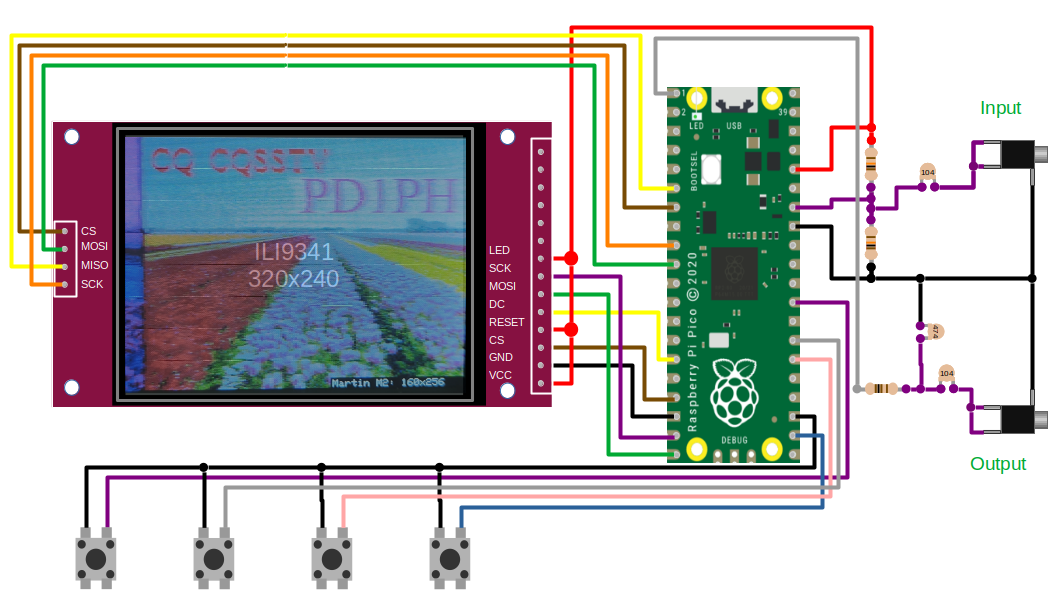 Input
1
2
39
LED
USB
BOOTSEL
104
CQ CQSSTV
PD1PH
CS
MOSI
MISO
SCK
ILI9341
320x240
LED
SCK
MOSI
DC
RESET
CS
GND
VCC
Raspberry Pi Pico © 2020
474
104
Martin M2: 160x256
DEBUG
Output